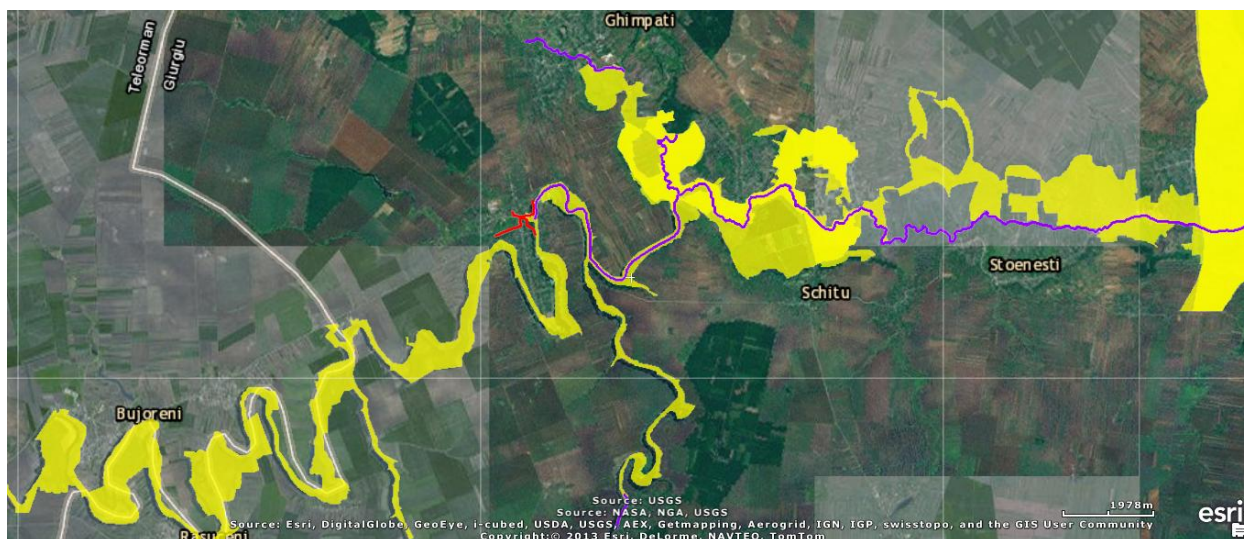 Ghimpati
Teleorman
Giurgiu
Stoenesti
Schitu
Bujoreni
Rasuceni
1978m
esri
Source: USGS
Source: NASA, NGA, USGS
Source: Esri, DigitalGlobe, GeoEye, i-cubed, USDA, USGS, AEX, Getmapping, Aerogrid, IGN, IGP, swisstopo, and the GIS User Community
Copyright:© 2013 Esri, DeLorme, NAVTEQ, TomTom